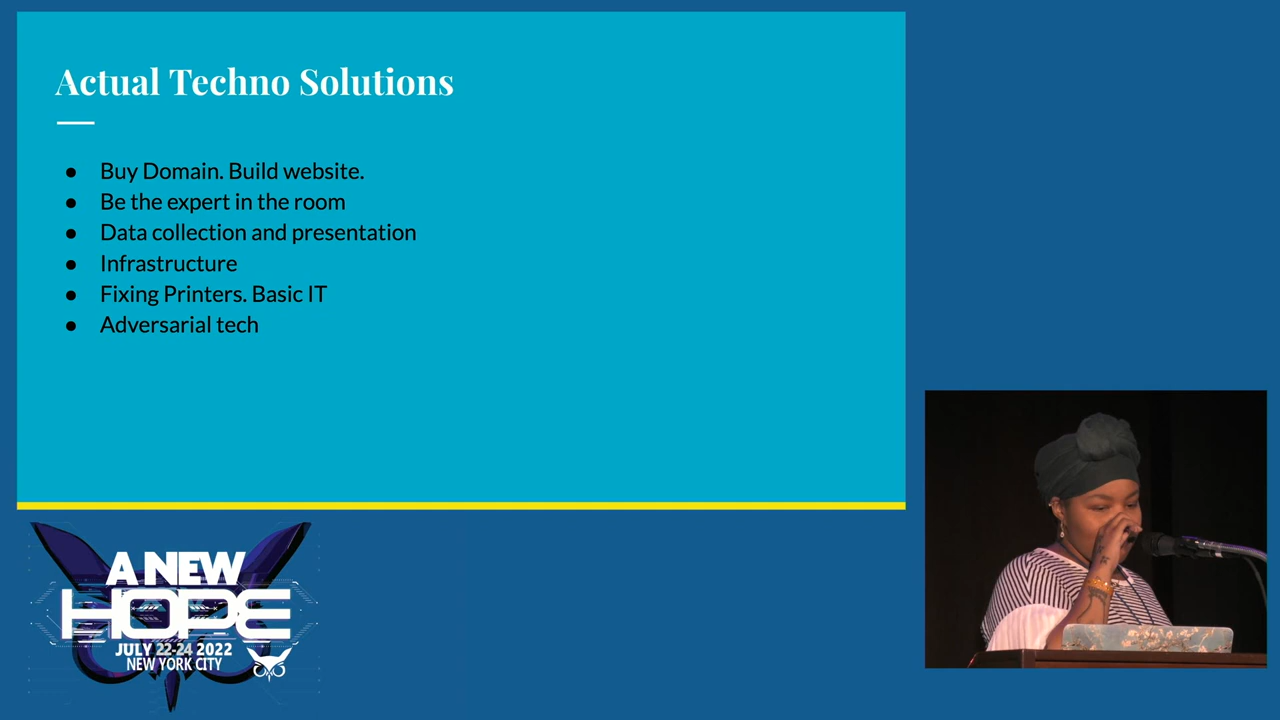 Actual Techno Solutions
● Buy Domain. Build website.
● Be the expert in the room
● Data collection and presentation
● Infrastructure
● Fixing Printers. Basic IT
● Adversarial tech
A NEW
HOPE
JULY 22-24 2022
NEW YORK CITY